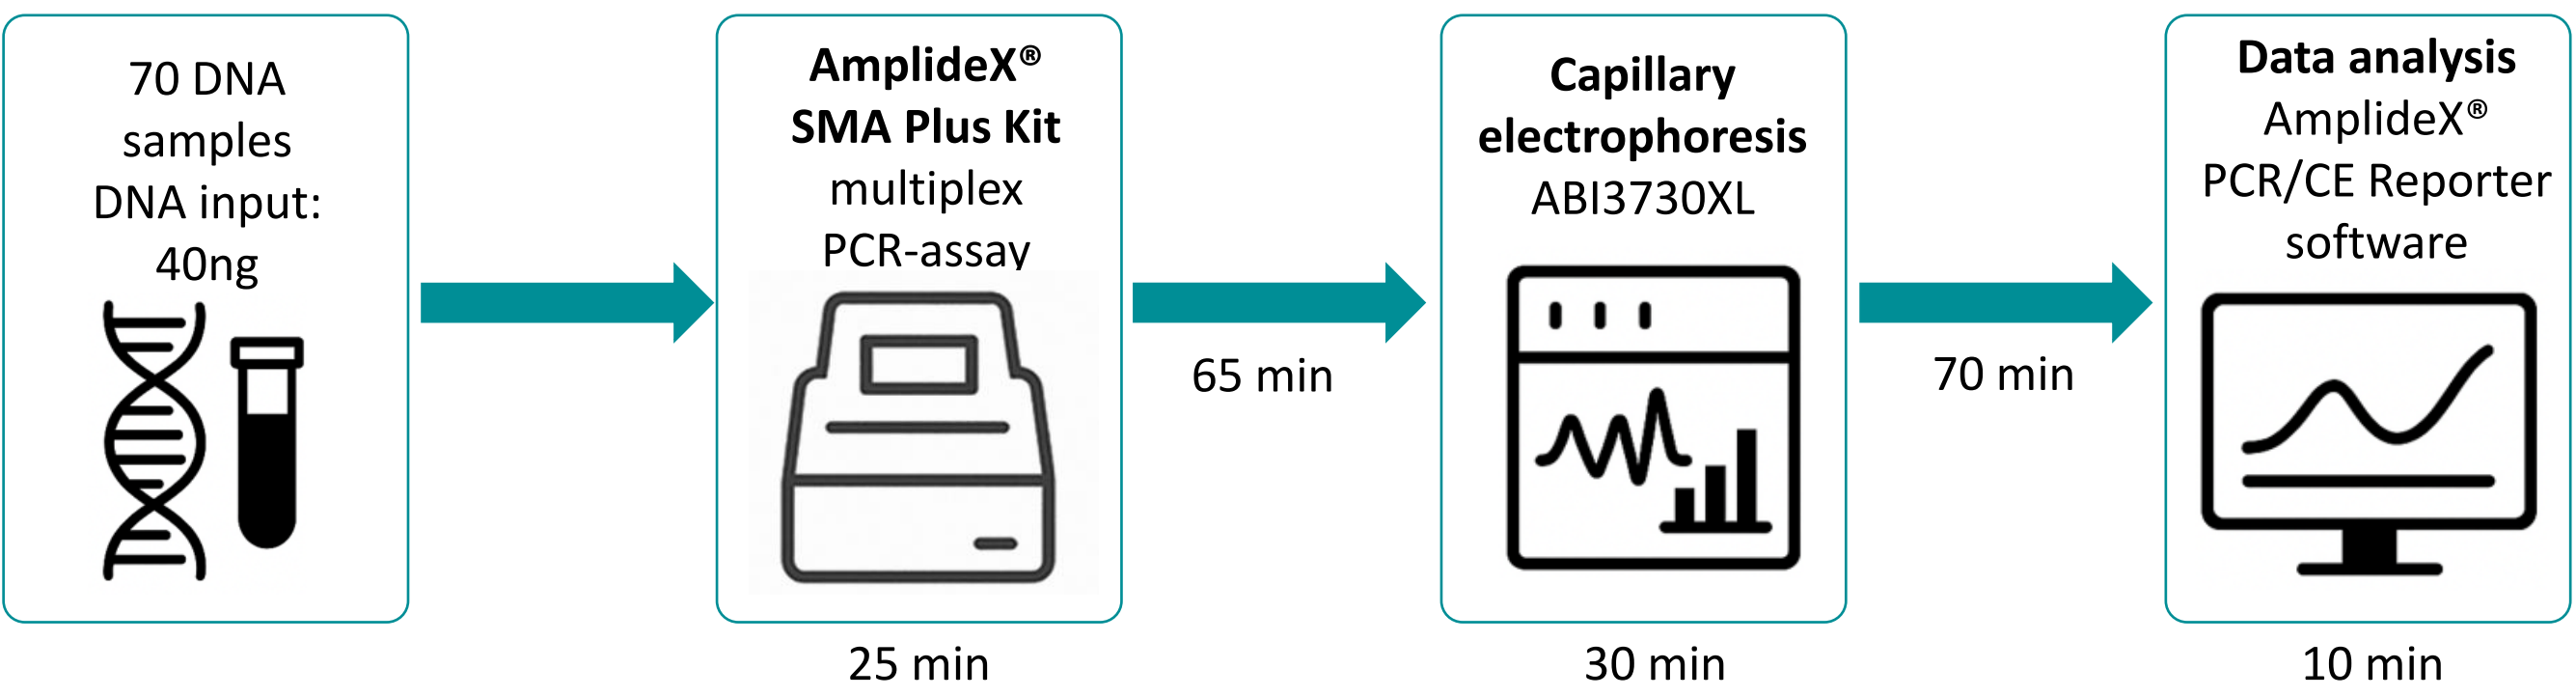 70 DNA
samples
DNA input:
40ng
AmplideX®
SMA Plus Kit
multiplex
PCR-assay
25 min
65 min
Capillary
electrophoresis
ABI3730XL
30 min
70 min
Data analysis
AmplideX®
PCR/CE Reporter
software
10 min